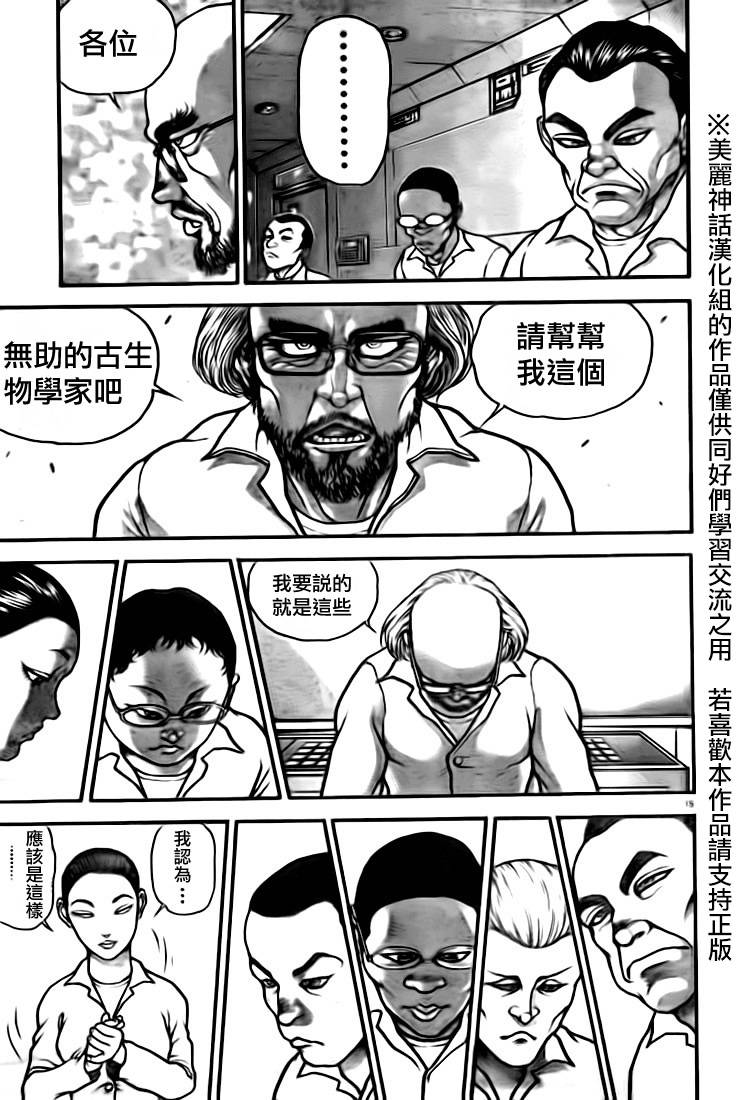 ………
各位
請幫幫
我這個
無助的古生
物學家吧
我要說的
就是這些
15
我認為…
應該是這樣
………
※美麗神話漢化組的作品僅供同好們學習交流之用　若喜歡本作品請支持正版